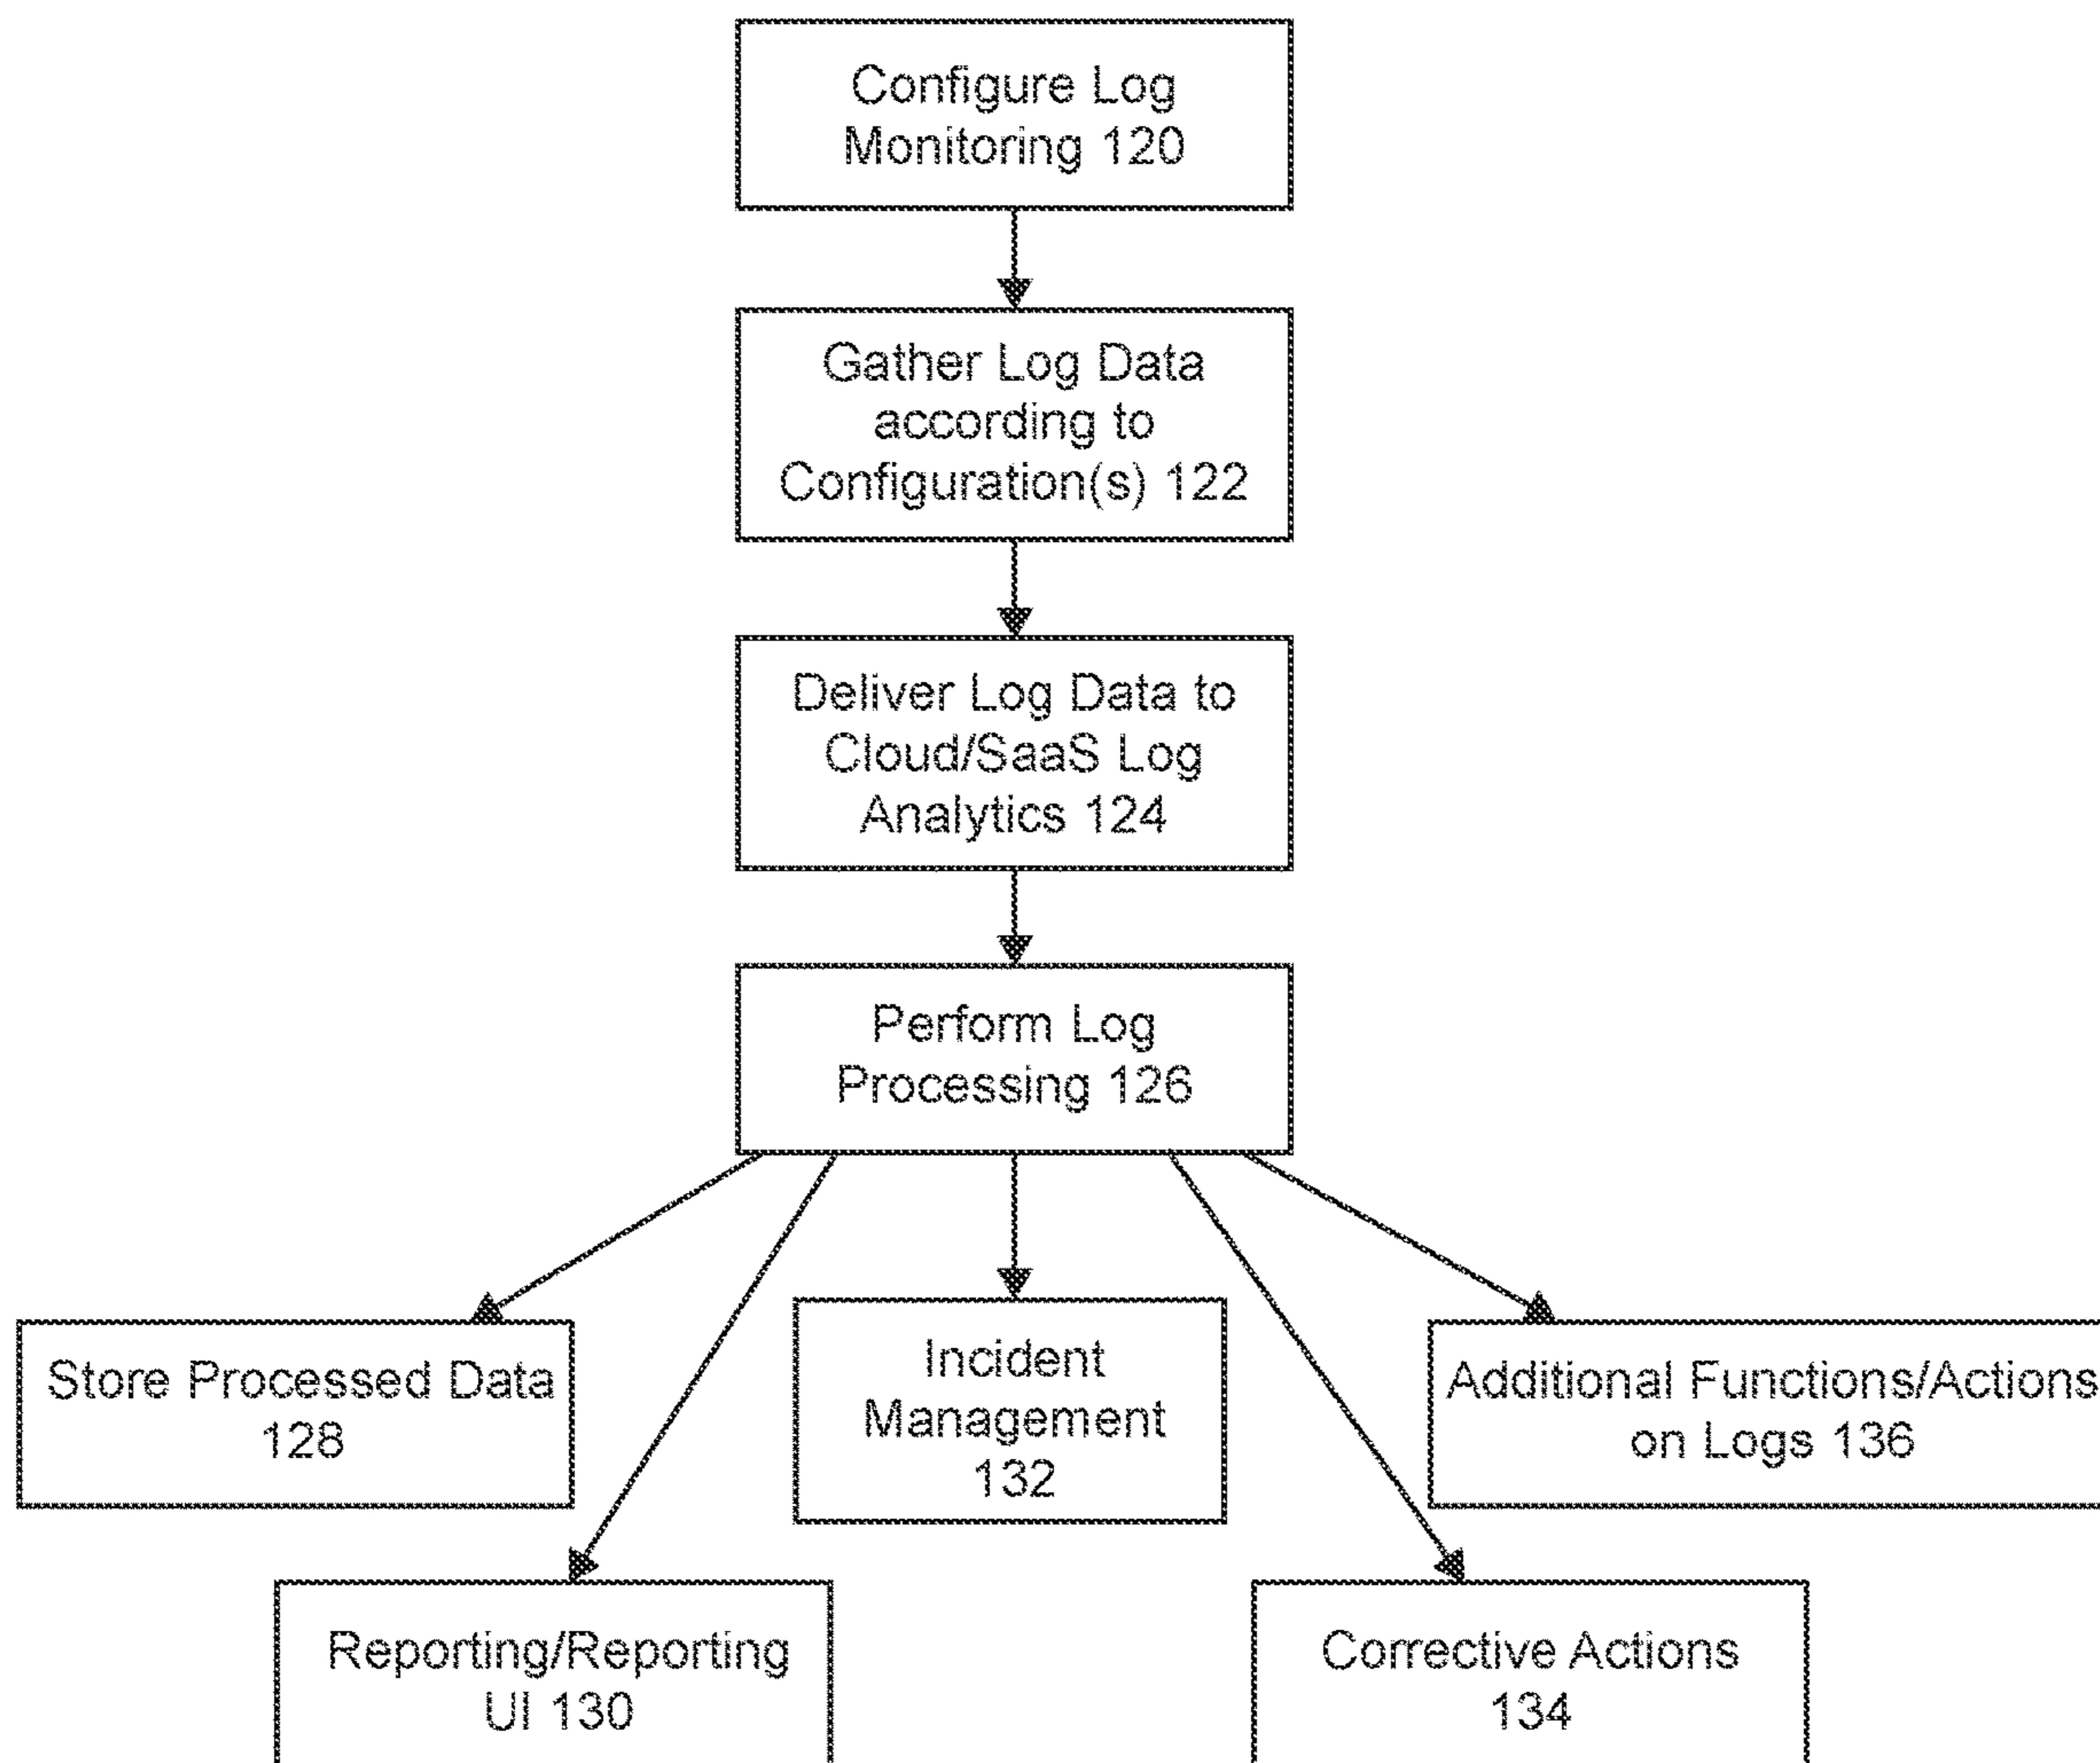 Configure Log
Monitoring 120
Gather Log Data
according to
Configuration(s) 122
Deliver Log Data to
Cloud/SaaS Log
Analytics 124
Perform Log
Processing 126
Store Processed Data
128
Incident
Management
132
Additional Functions/Actions
on Logs 136
Reporting/Reporting
UI 130
Corrective Actions
134